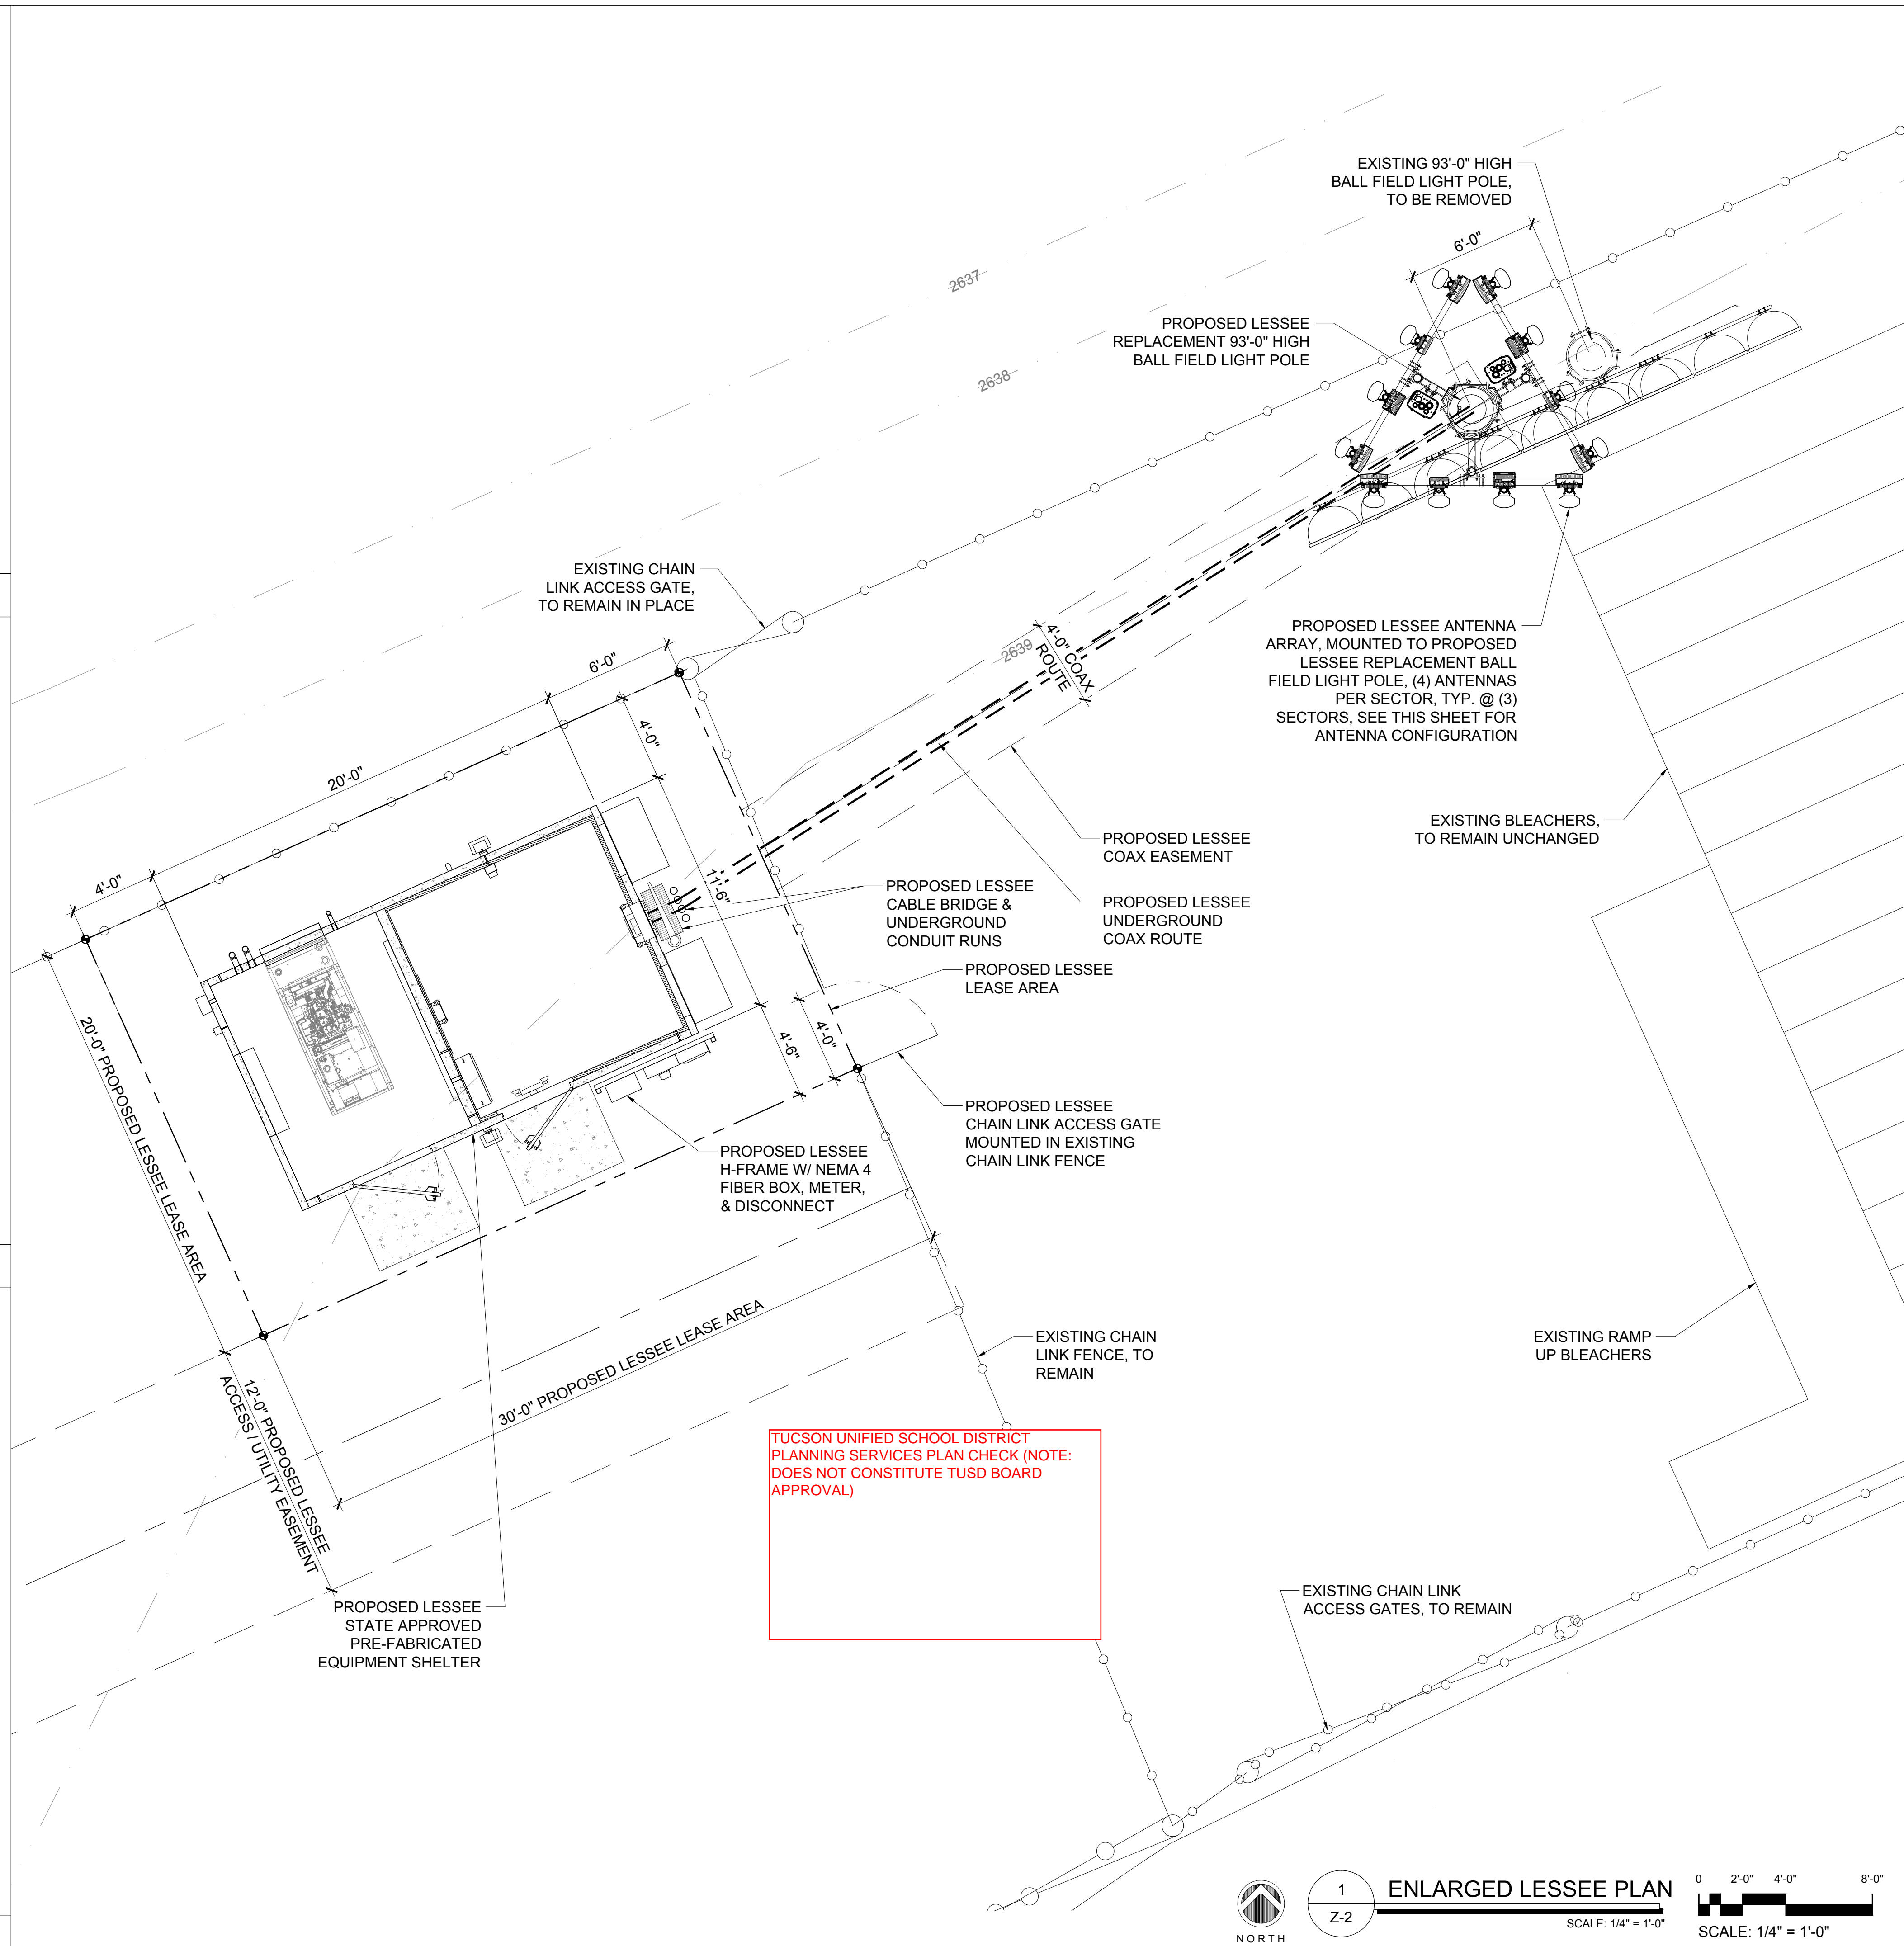 EXISTING 93'-0" HIGH
BALL FIELD LIGHT POLE,
TO BE REMOVED
6'-0"
2637
PROPOSED LESSEE
REPLACEMENT 93'-0" HIGH
BALL FIELD LIGHT POLE
2638
EXISTING CHAIN
LINK ACCESS GATE,
TO REMAIN IN PLACE
PROPOSED LESSEE ANTENNA
ARRAY, MOUNTED TO PROPOSED
LESSEE REPLACEMENT BALL
FIELD LIGHT POLE, (4) ANTENNAS
PER SECTOR, TYP. @ (3)
SECTORS, SEE THIS SHEET FOR
ANTENNA CONFIGURATION
2639
4'-0" COAX
ROUTE
6'-0"
4'-0"
20'-0"
4'-0"
EXISTING BLEACHERS,
TO REMAIN UNCHANGED
PROPOSED LESSEE
COAX EASEMENT
PROPOSED LESSEE
CABLE BRIDGE &
UNDERGROUND
CONDUIT RUNS
PROPOSED LESSEE
UNDERGROUND
COAX ROUTE
11'-6"
PROPOSED LESSEE
LEASE AREA
4'-6"
4'-0"
20'-0" PROPOSED LESSEE LEASE AREA
PROPOSED LESSEE
CHAIN LINK ACCESS GATE
MOUNTED IN EXISTING
CHAIN LINK FENCE
PROPOSED LESSEE
H-FRAME W/ NEMA 4
FIBER BOX, METER,
& DISCONNECT
30'-0" PROPOSED LESSEE LEASE AREA
EXISTING CHAIN
LINK FENCE, TO
REMAIN
EXISTING RAMP
UP BLEACHERS
12'-0" PROPOSED LESSEE
ACCESS / UTILITY EASEMENT
TUCSON UNIFIED SCHOOL DISTRICT
PLANNING SERVICES PLAN CHECK (NOTE:
DOES NOT CONSTITUTE TUSD BOARD
APPROVAL)
PROPOSED LESSEE
STATE APPROVED
PRE-FABRICATED
EQUIPMENT SHELTER
EXISTING CHAIN LINK
ACCESS GATES, TO REMAIN
NORTH
1
Z-2
ENLARGED LESSEE PLAN
SCALE: 1/4" = 1'-0"
0 2'-0" 4'-0" 8'-0"
SCALE: 1/4" = 1'-0"